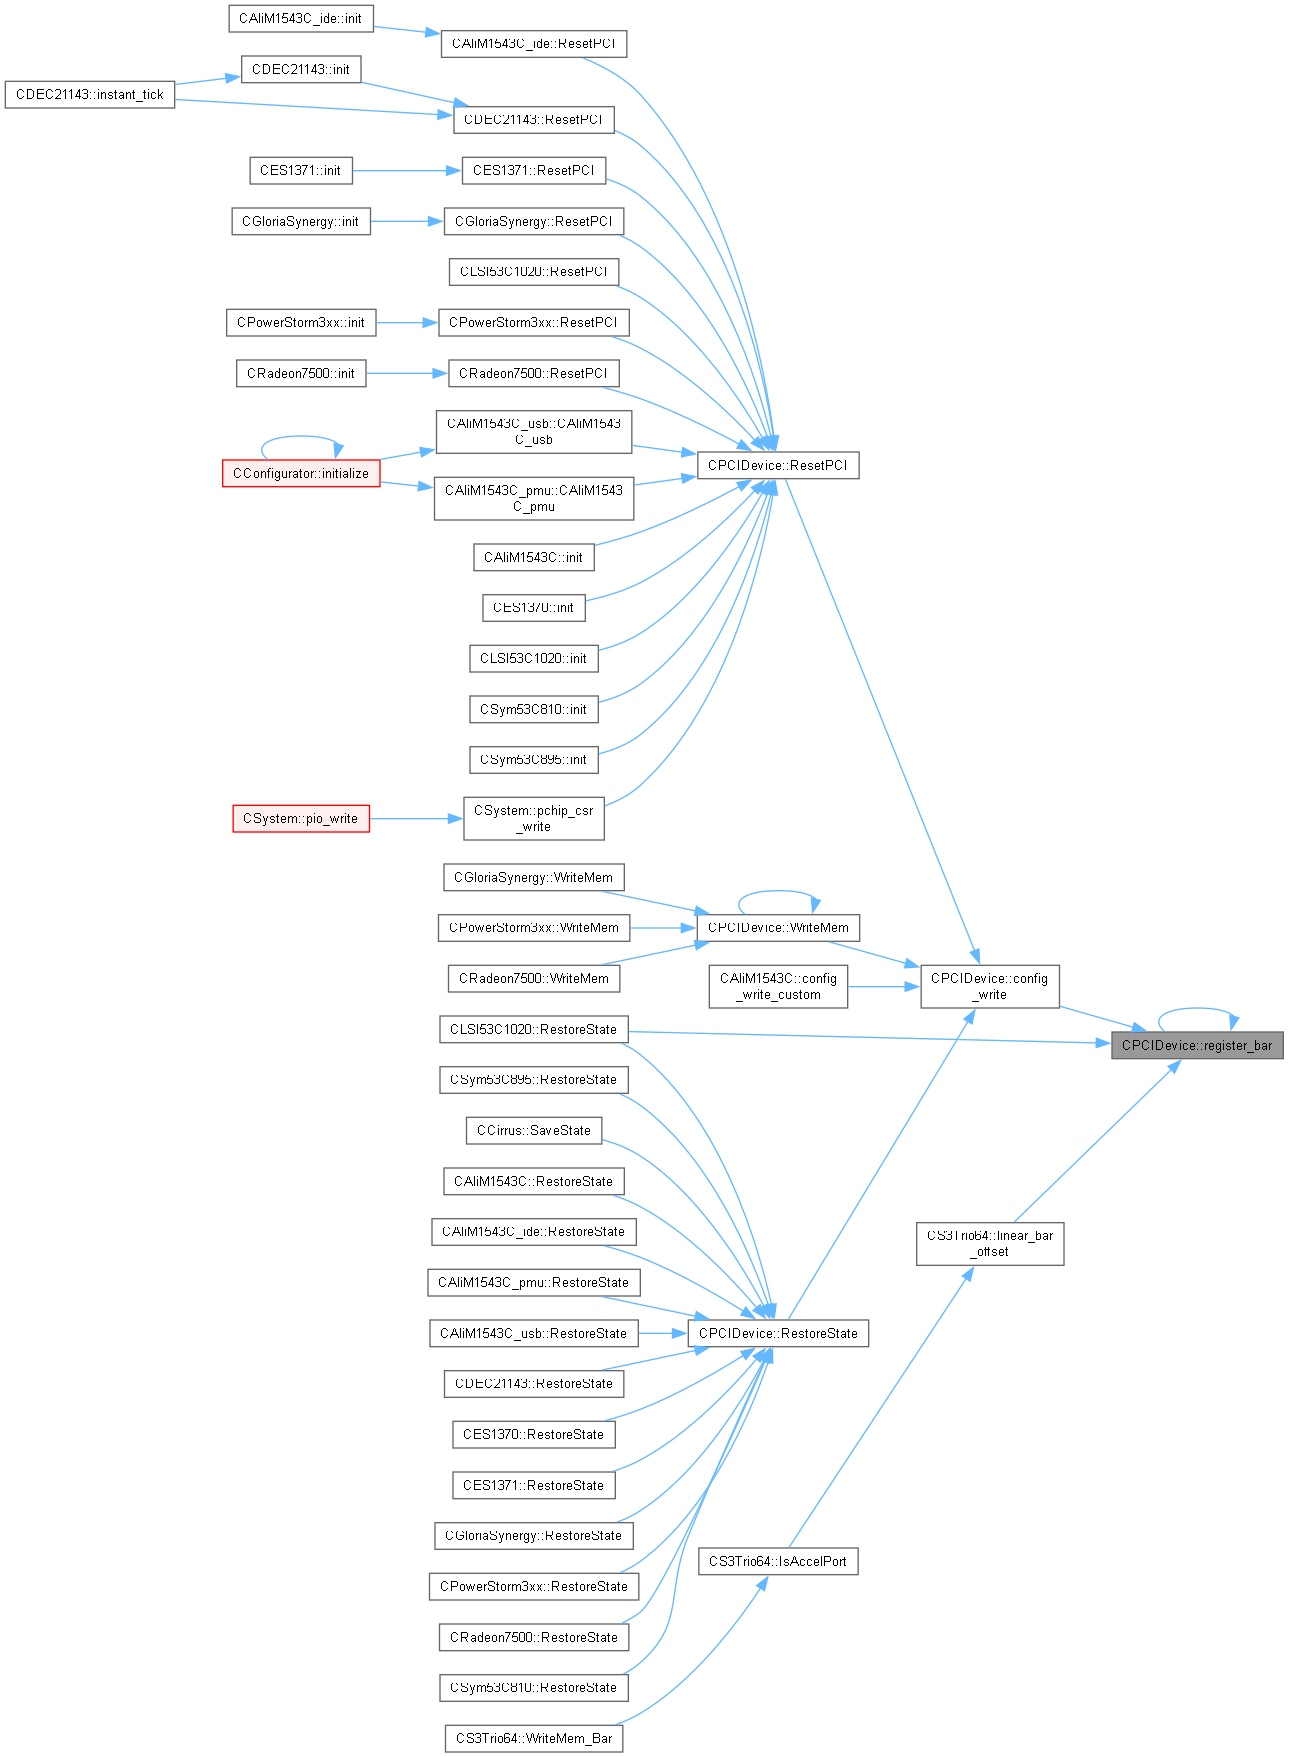 CAliM1543C_ide::init
CAliM1543C_ide::ResetPCI
CDEC21143::init
CDEC21143::instant_tick
CDEC21143::ResetPCI
CES1371::init
CES1371::ResetPCI
CGloriaSynergy::init
CGloriaSynergy::ResetPCI
CLSI53C1020::ResetPCI
CPowerStorm3xx::init
CPowerStorm3xx::ResetPCI
CRadeon7500::init
CRadeon7500::ResetPCI
CAliM1543C_usb::CAliM1543
C_usb
CPCIDevice::ResetPCI
CConfigurator::initialize
CAliM1543C_pmu::CAliM1543
C_pmu
CAliM1543C::init
CES1370::init
CLSI53C1020::init
CSym53C810::init
CSym53C895::init
CSystem::pio_write
CSystem::pchip_csr
_write
CGloriaSynergy::WriteMem
CPowerStorm3xx::WriteMem
CPCIDevice::WriteMem
CRadeon7500::WriteMem
CAliM1543C::config
_write_custom
CPCIDevice::config
_write
CLSI53C1020::RestoreState
CPCIDevice::register_bar
CSym53C895::RestoreState
CCirrus::SaveState
CAliM1543C::RestoreState
CAliM1543C_ide::RestoreState
CS3Trio64::linear_bar
_offset
CAliM1543C_pmu::RestoreState
CAliM1543C_usb::RestoreState
CPCIDevice::RestoreState
CDEC21143::RestoreState
CES1370::RestoreState
CES1371::RestoreState
CGloriaSynergy::RestoreState
CS3Trio64::IsAccelPort
CPowerStorm3xx::RestoreState
CRadeon7500::RestoreState
CSym53C810::RestoreState
CS3Trio64::WriteMem_Bar